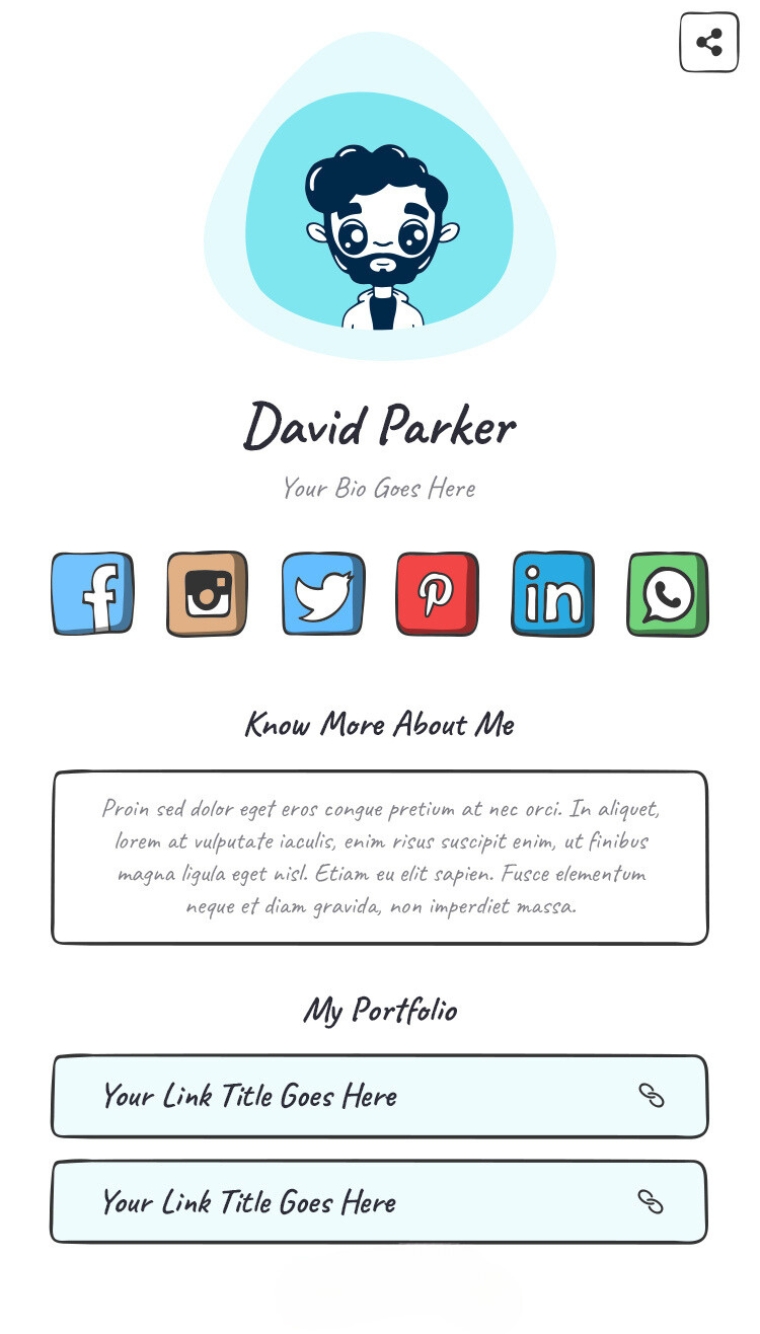 David Parker
Your Bio Goes Here
Know More About Me
Proin sed dolor eget eros congue pretium at nec orci. In aliquet,
lorem at vulputate iaculis, enim risus suscipit enim, ut finibus
magna ligula eget nisl. Etiam eu elit sapien. Fusce elementum
neque et diam gravida, non imperdiet massa.
My Portfolio
Your Link Title Goes Here
Your Link Title Goes Here